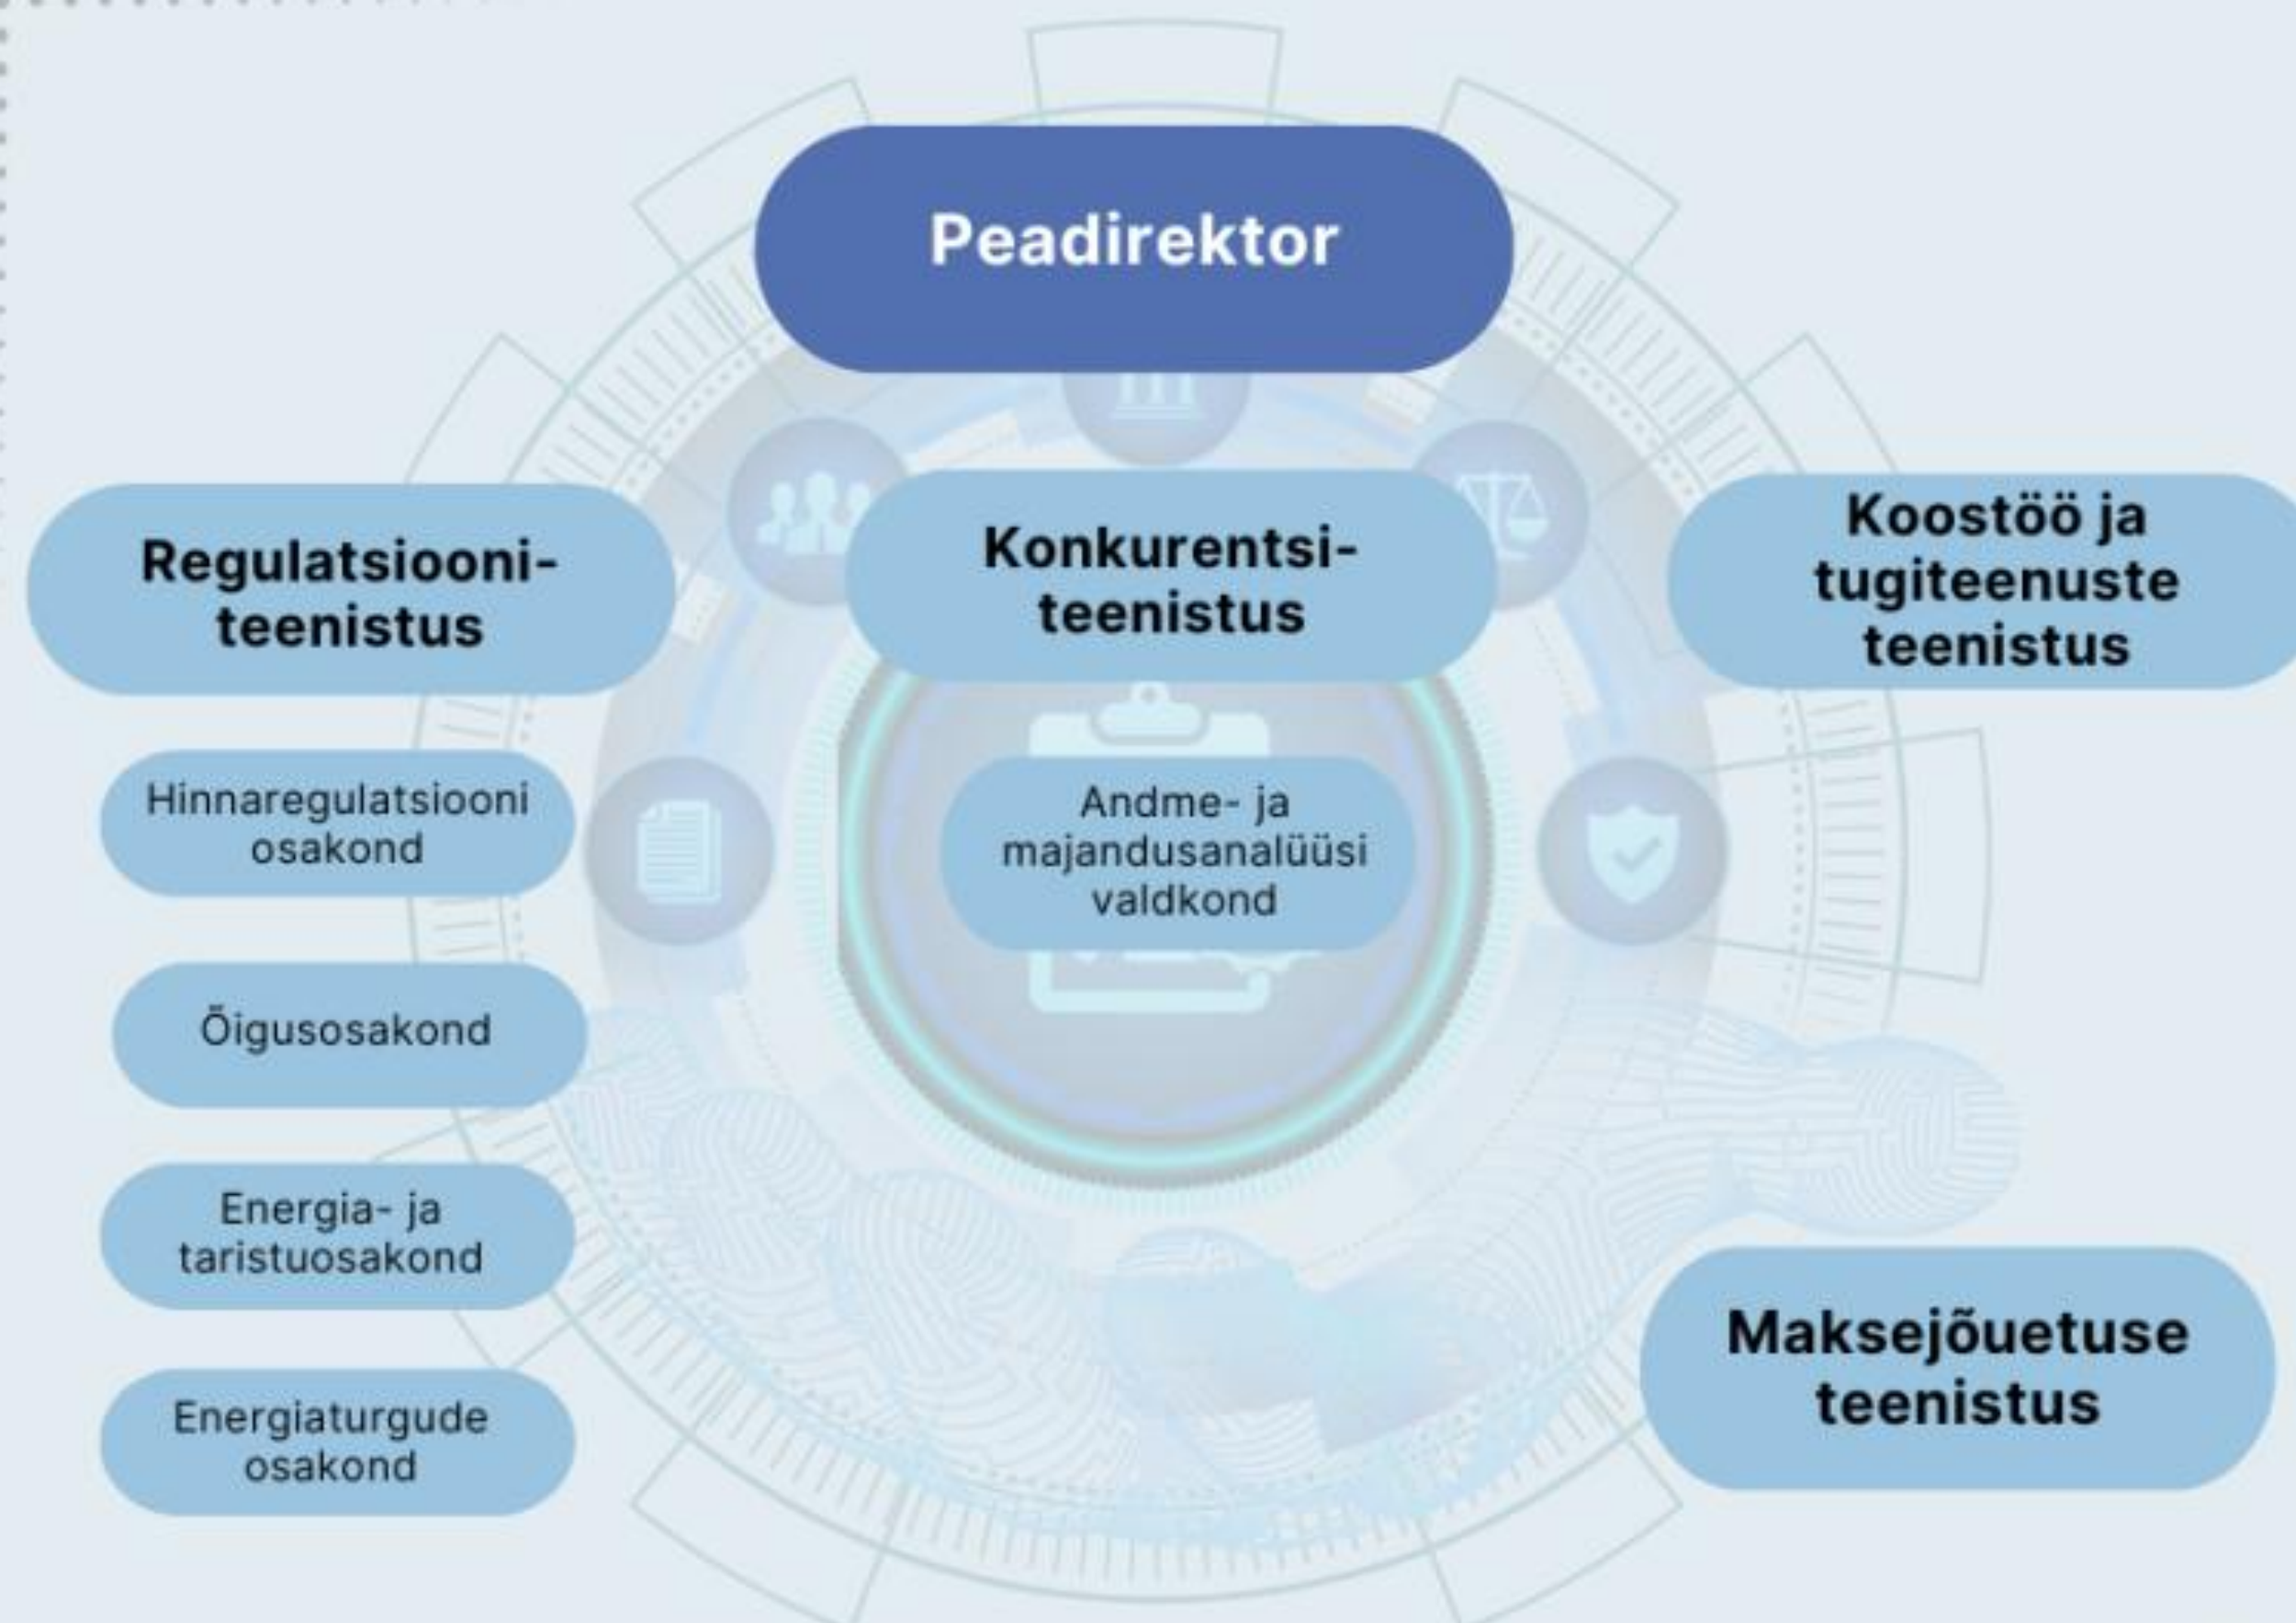 Peadirektor
Regulatsiooni-
teenistus
Hinnaregulatsiooni
osakond
Õigusosakond
Energia- ja
taristuosakond
Energiaturgude
osakond
Konkurentsi-
teenistus
Andme- ja
majandusanalüüsi
valdkond
Koostöö ja
tugiteenuste
teenistus
Maksejõuetuse
teenistus